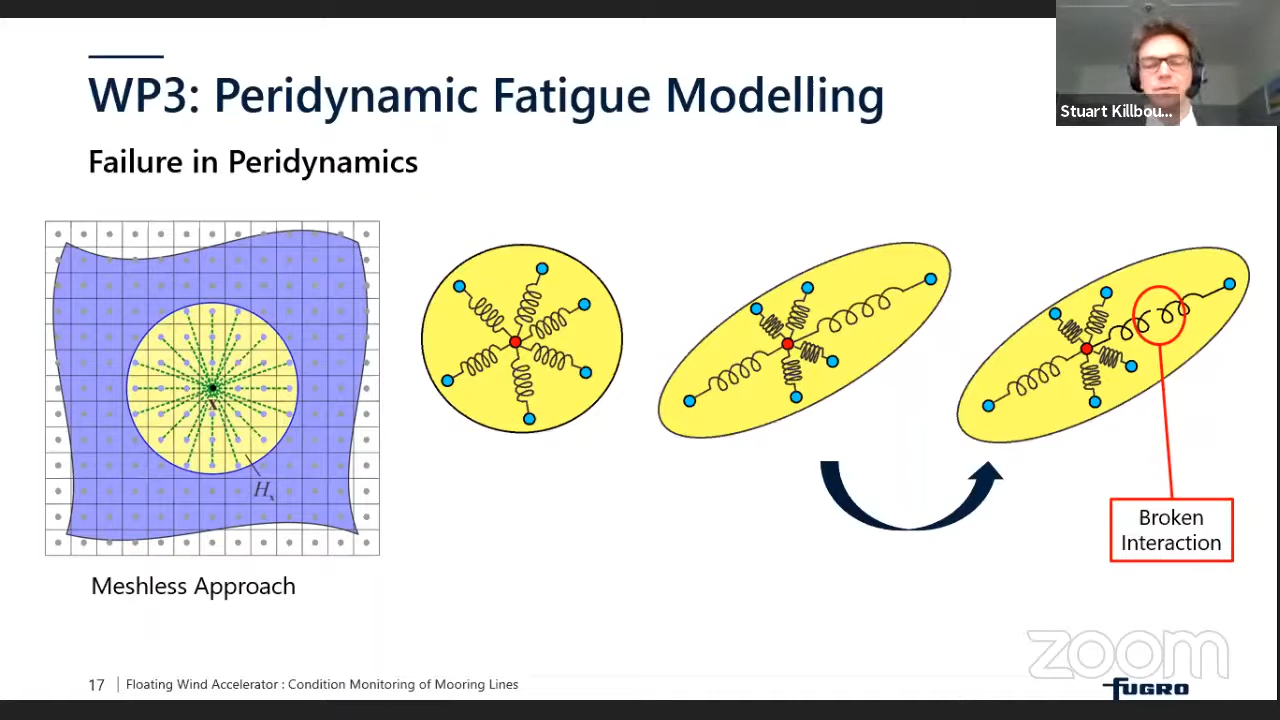 WP3: Peridynamic Fatigue Modelling
Stuart Killbou...
Failure in Peridynamics
x
Hx
Broken
Interaction
Meshless Approach
zoom
17
Floating Wind Accelerator : Condition Monitoring of Mooring Lines
FUGRO